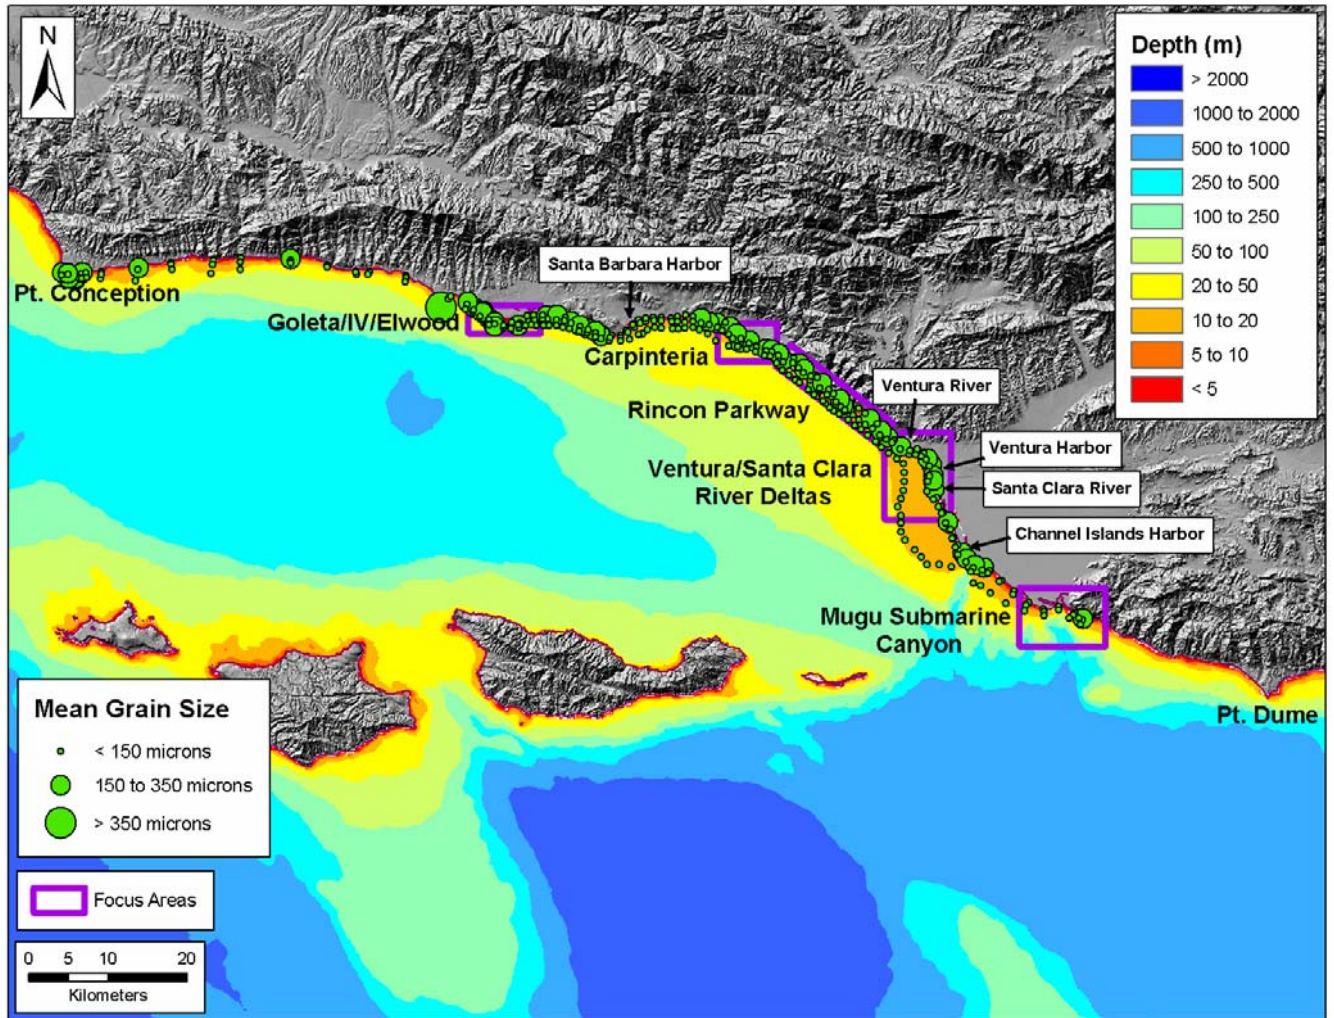 N
Depth (m)
> 2000
1000 to 2000
500 to 1000
250 to 500
100 to 250
50 to 100
20 to 50
10 to 20
5 to 10
< 5
Santa Barbara Harbor
Pt. Conception
Goleta/IV/Elwood
Carpinteria
Ventura River
Rincon Parkway
Ventura Harbor
Ventura/Santa Clara
River Deltas
Santa Clara River
Channel Islands Harbor
Mugu Submarine
Canyon
Pt. Dume
Mean Grain Size
< 150 microns
150 to 350 microns
> 350 microns
Focus Areas
0 5 10 20
Kilometers